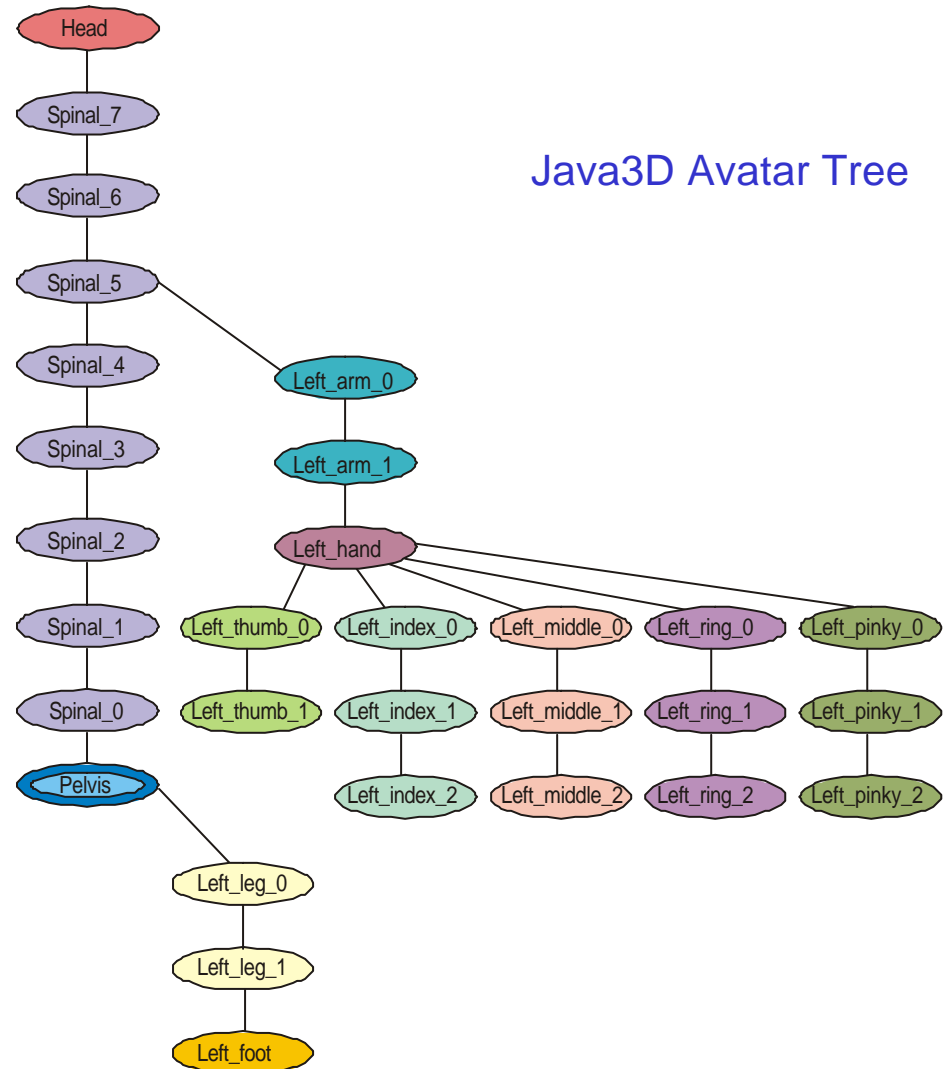 Head
Spinal_7
Java3D Avatar Tree
Spinal_6
Spinal_5
Spinal_4
Left_arm_0
Spinal_3
Left_arm_1
Spinal_2
Left_hand
Spinal_1
Left_thumb_0
Left_index_0
Left_middle_0
Left_ring_0
Left_pinky_0
Spinal_0
Left_thumb_1
Left_index_1
Left_middle_1
Left_ring_1
Left_pinky_1
Pelvis
Left_index_2
Left_middle_2
Left_ring_2
Left_pinky_2
Left_leg_0
Left_leg_1
Left_foot